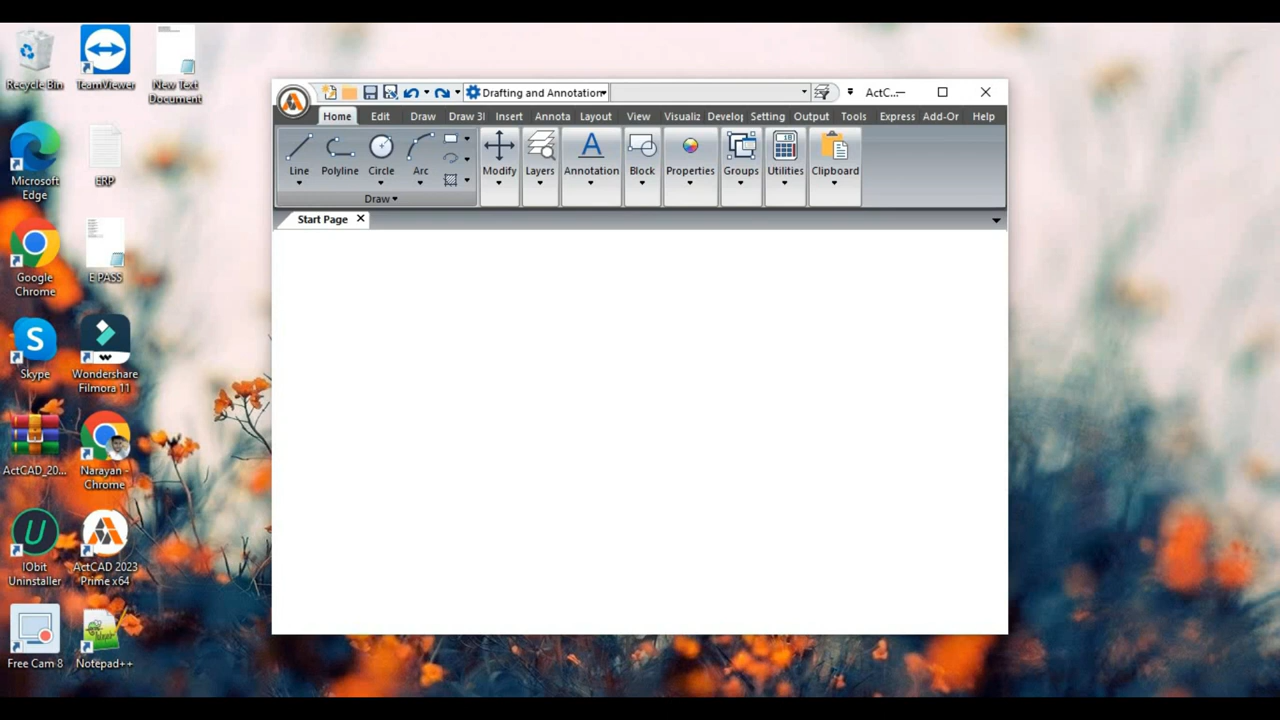 Recycle Bin
TeamViewer
New Text
Document
Microsoft
Edge
ERP
Google
Chrome
E PASS
Skype
Wondershare
Filmora 11
ActCAD_20...
Narayan -
Chrome
IObit
Uninstaller
ActCAD 2023
Prime x64
Free Cam 8
Notepad++
Drafting and Annotation
ActC...
Home Edit Draw Draw 3I Insert Annota Layout View Visualiz Develop Setting Output Tools Express Add-Or Help
Line Polyline Circle Arc Modify Layers Annotation Block Properties Groups Utilities Clipboard
Draw
Start Page